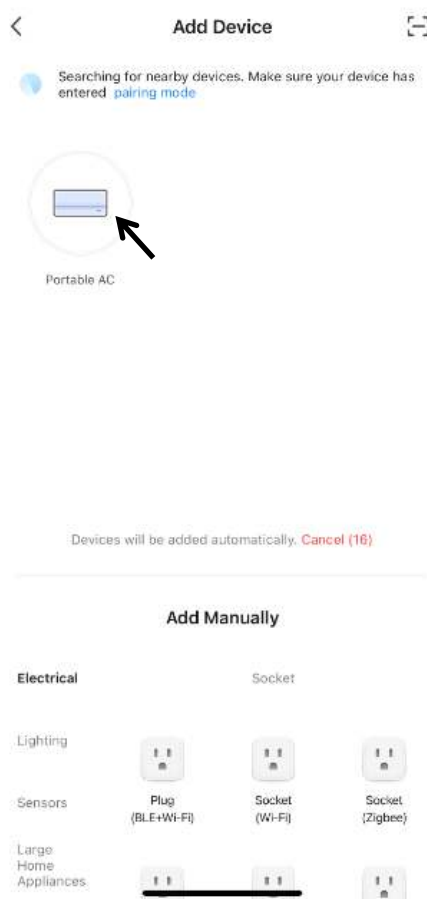 Add Device
Searching for nearby devices. Make sure your device has
entered pairing mode
Portable AC
Devices will be added automatically. Cancel (16)
Add Manually
Electrical
Socket
Lighting
Sensors
Plug
(BLE+Wi-Fi)
Socket
(Wi-Fi)
Socket
(Zigbee)
Large
Home
Appliances